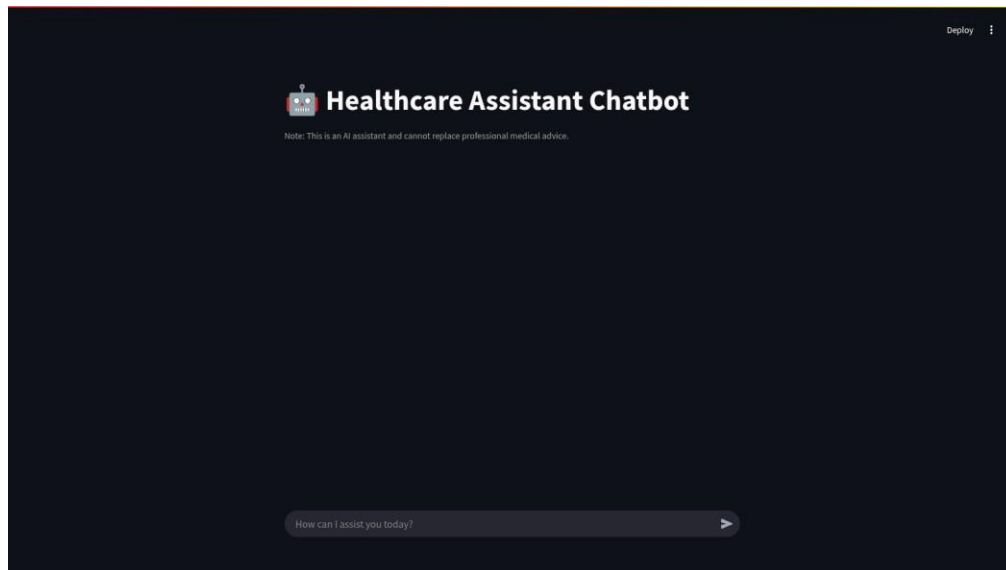 Deploy
Healthcare Assistant Chatbot
Note: This is an AI assistant and cannot replace professional medical advice.
How can I assist you today?